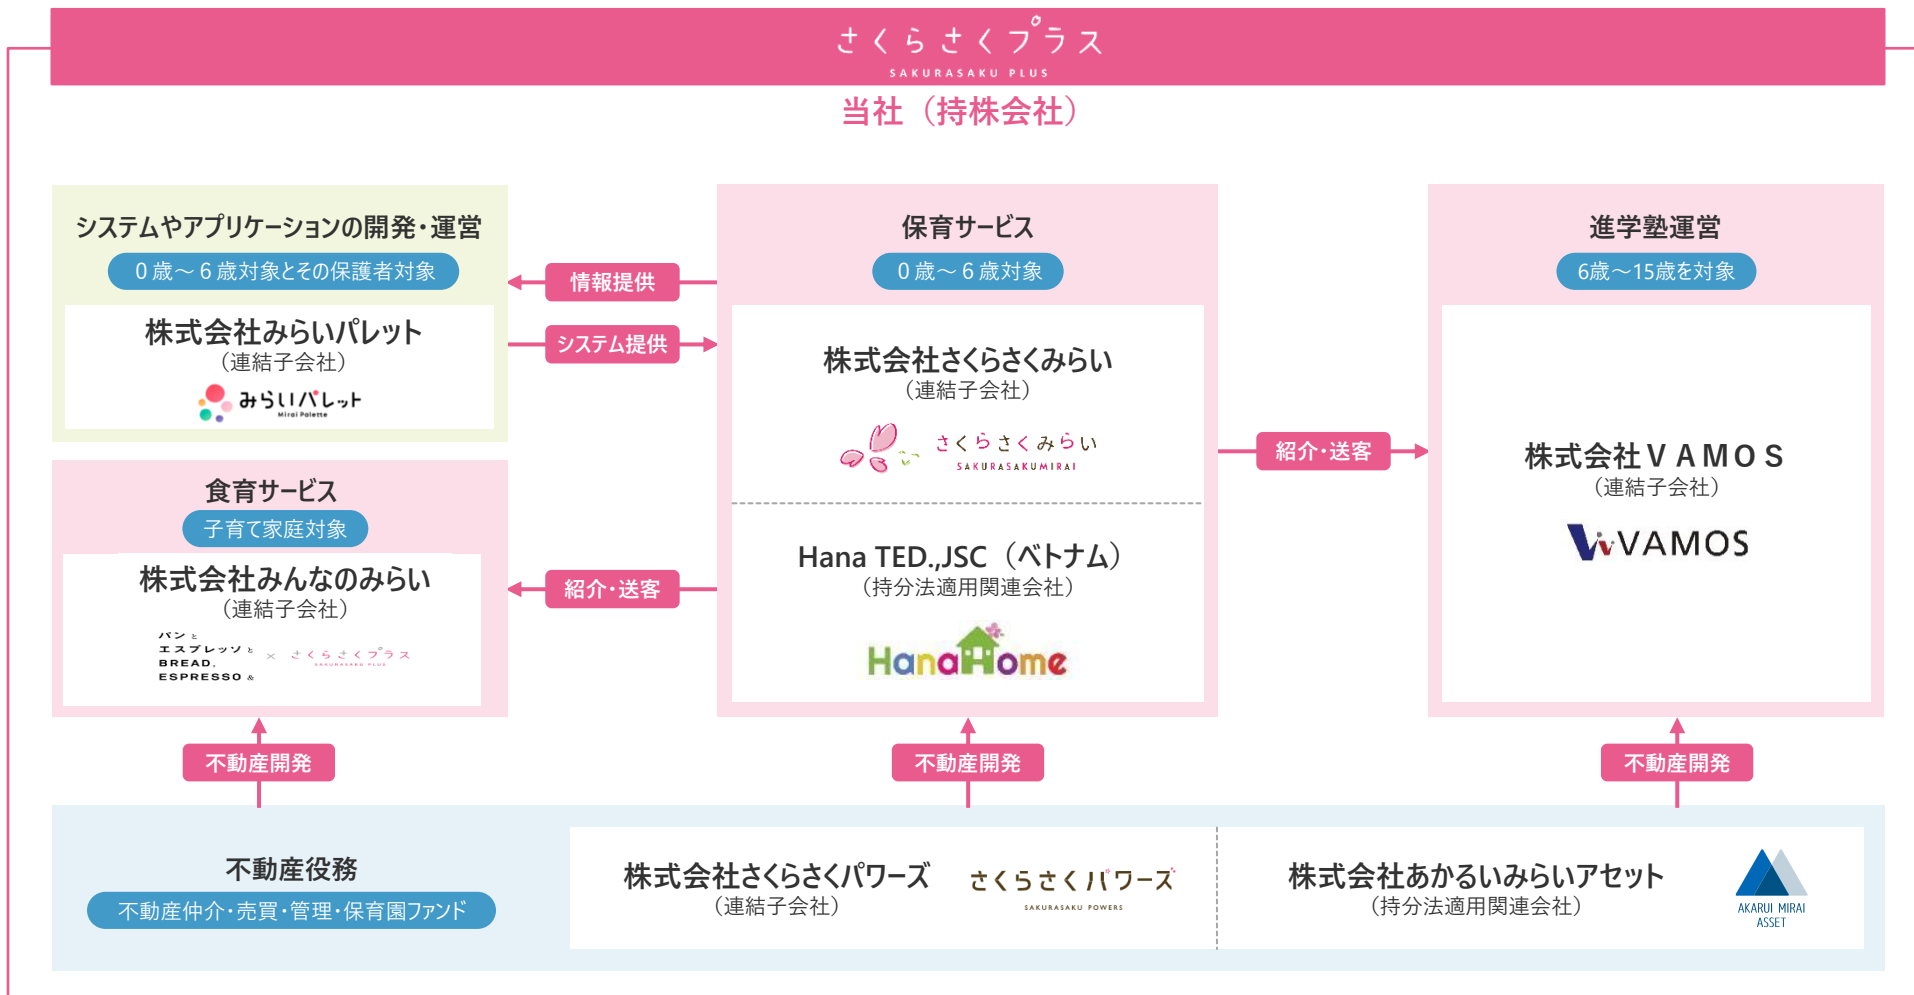 さくらさくプラス
SAKURASAKU PLUS
当社（持株会社）
システムやアプリケーションの開発・運営
０歳～６歳対象とその保護者対象
株式会社みらいパレット
（連結子会社）
みらいパレット
Mirai Palette
情報提供
システム提供
保育サービス
０歳～６歳対象
株式会社さくらさくみらい
（連結子会社）
さくらさくみらい
SAKURASAKUMIRAI
Hana TED.,JSC（ベトナム）
（持分法適用関連会社）
HanaHome
紹介・送客
進学塾運営
6歳～15歳を対象
株式会社ＶＡＭＯＳ
（連結子会社）
VAMOS
食育サービス
子育て家庭対象
株式会社みんなのみらい
（連結子会社）
パンと
エスプレッソと
BREAD,
ESPRESSO &
×
さくらさくプラス
SAKURASAKU PLUS
紹介・送客
不動産開発
不動産開発
不動産開発
不動産役務
不動産仲介・売買・管理・保育園ファンド
株式会社さくらさくパワーズ
（連結子会社）
さくらさくパワーズ
SAKURASAKU POWERS
株式会社あかるいみらいアセット
（持分法適用関連会社）
AKARUI MIRAI
ASSET